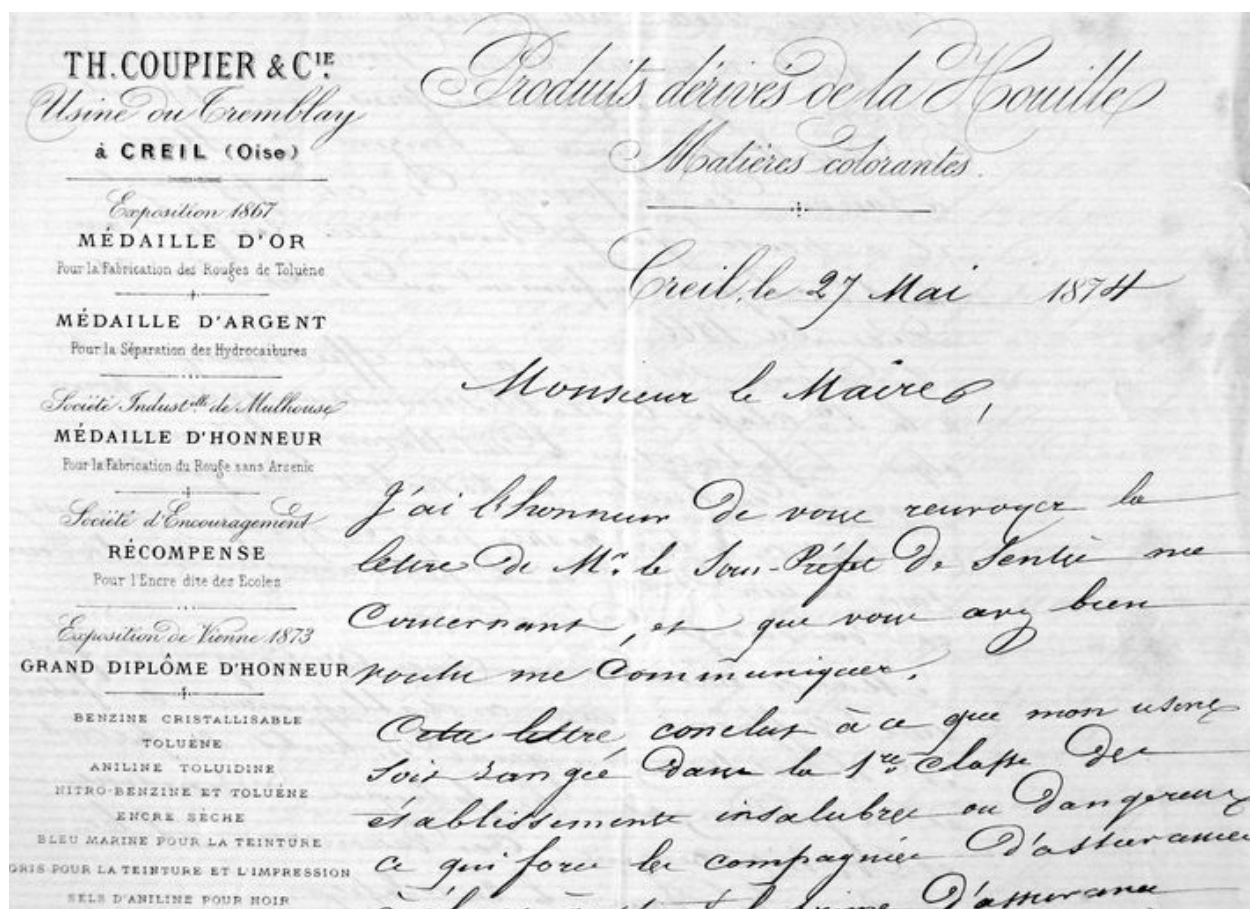 TH. COUPIER & CIE.
Usine du Tremblay
à CREIL (Oise)
Exposition 1867
MÉDAILLE D'OR
Pour la Fabrication des Rouges de Toluène
MÉDAILLE D'ARGENT
Pour la Séparation des Hydrocarbures
Société Industlle de Mulhouse
MÉDAILLE D'HONNEUR
Pour la Fabrication du Rouge sans Arsenic
Société d'Encouragement
RÉCOMPENSE
Pour l'Encre dite des Ecoles
Exposition de Vienne 1873
GRAND DIPLÔME D'HONNEUR
BENZINE CRISTALLISABLE
TOLUÈNE
ANILINE TOLUIDINE
NITRO-BENZINE ET TOLUÈNE
ENCRE SÈCHE
BLEU MARINE POUR LA TEINTURE
GRIS POUR LA TEINTURE ET L'IMPRESSION
SELS D'ANILINE POUR NOIR
Produits dérivés de la Houille
Matières colorantes.
Creil, le 27 Mai 1874
Monsieur le Maire,
J'ai l'honneur de vous renvoyer la
lettre de Mr. le Sous-Préfet de Senlis me
Concernant, et que vous avez bien
voulu me Communiquer.
Cette lettre conclut à ce que mon usine
soit rangée dans la 1re. classe des
établissements insalubres ou dangereux
ce qui force les compagnies d'assurances
d'assurance